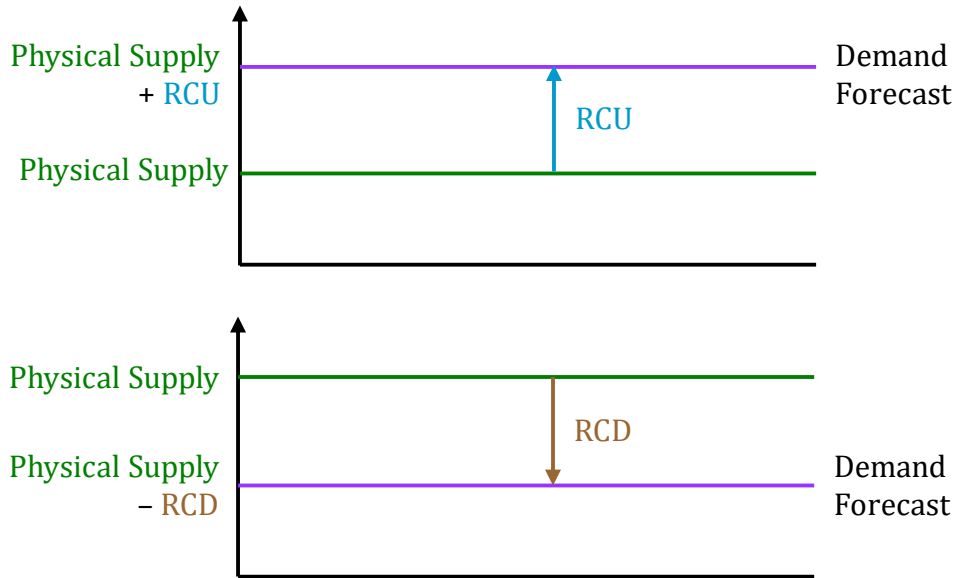 Physical Supply
+ RCU
Demand
Forecast
RCU
Physical Supply
Physical Supply
RCD
Physical Supply
– RCD
Demand
Forecast